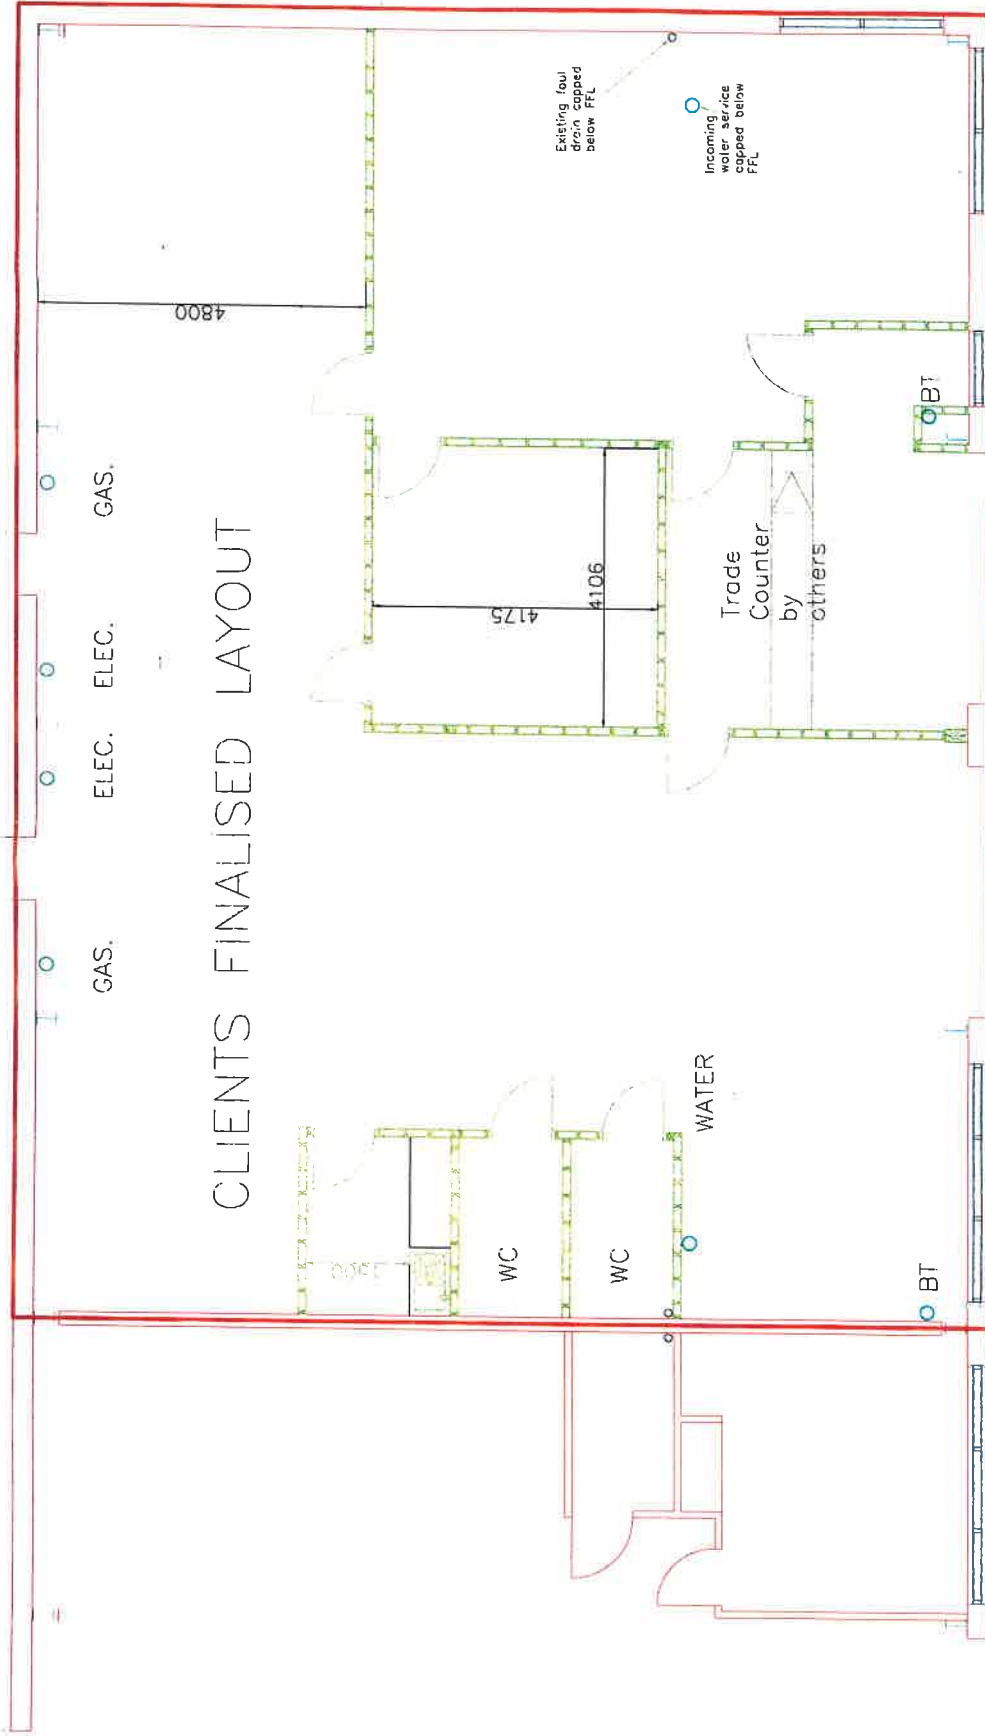 CLIENTS FINALISED LAYOUT
GAS.
ELEC.
ELEC.
GAS.
4800
Existing foul
drain capped
below FFL
Incoming
water service
capped below
FFL
4175
4106
Trade
Counter
by
others
BT
WC
WC
WATER
BT